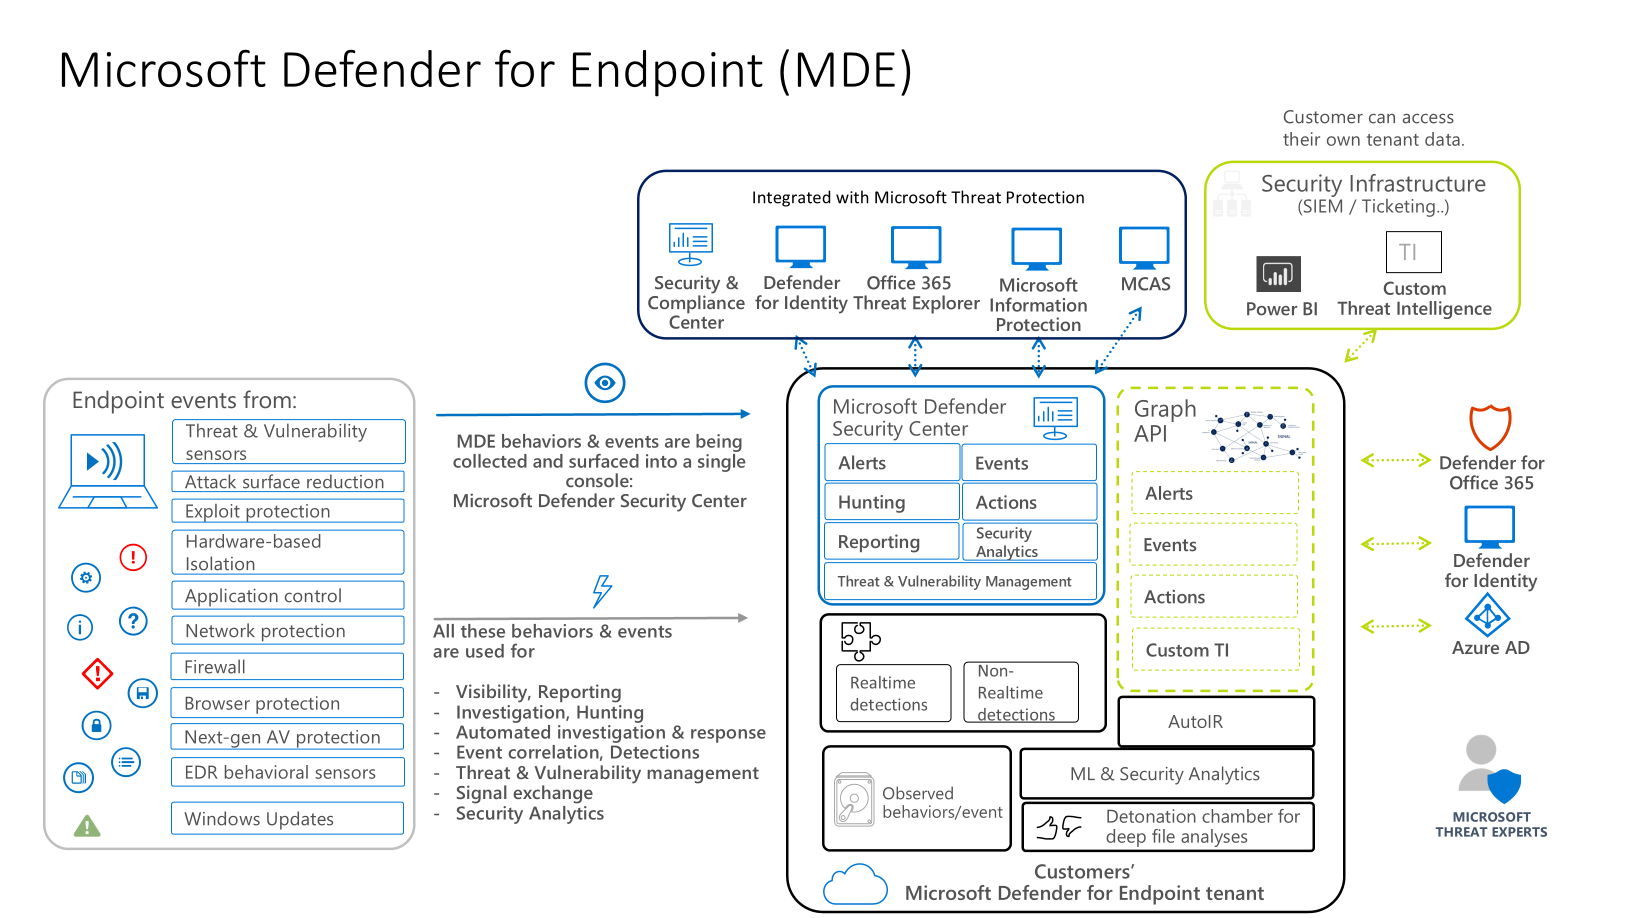 Microsoft Defender for Endpoint (MDE)
Customer can access
their own tenant data.
Integrated with Microsoft Threat Protection
Security &
Compliance
Center
Defender
for Identity
Office 365
Threat Explorer
Microsoft
Information
Protection
MCAS
Security Infrastructure
(SIEM / Ticketing..)
Power BI
TI
Custom
Threat Intelligence
Endpoint events from:
Threat & Vulnerability
sensors
Attack surface reduction
Exploit protection
Hardware-based
Isolation
Application control
Network protection
Firewall
Browser protection
Next-gen AV protection
EDR behavioral sensors
Windows Updates
MDE behaviors & events are being
collected and surfaced into a single
console:
Microsoft Defender Security Center
All these behaviors & events
are used for
- Visibility, Reporting
- Investigation, Hunting
- Automated investigation & response
- Event correlation, Detections
- Threat & Vulnerability management
- Signal exchange
- Security Analytics
Microsoft Defender
Security Center
Alerts
Events
Hunting
Actions
Reporting
Security
Analytics
Threat & Vulnerability Management
Graph
API
Alerts
Events
Actions
Custom TI
Realtime
detections
Non-
Realtime
detections
AutoIR
ML & Security Analytics
Observed
behaviors/event
Detonation chamber for
deep file analyses
Customers'
Microsoft Defender for Endpoint tenant
Defender for
Office 365
Defender
for Identity
Azure AD
MICROSOFT
THREAT EXPERTS